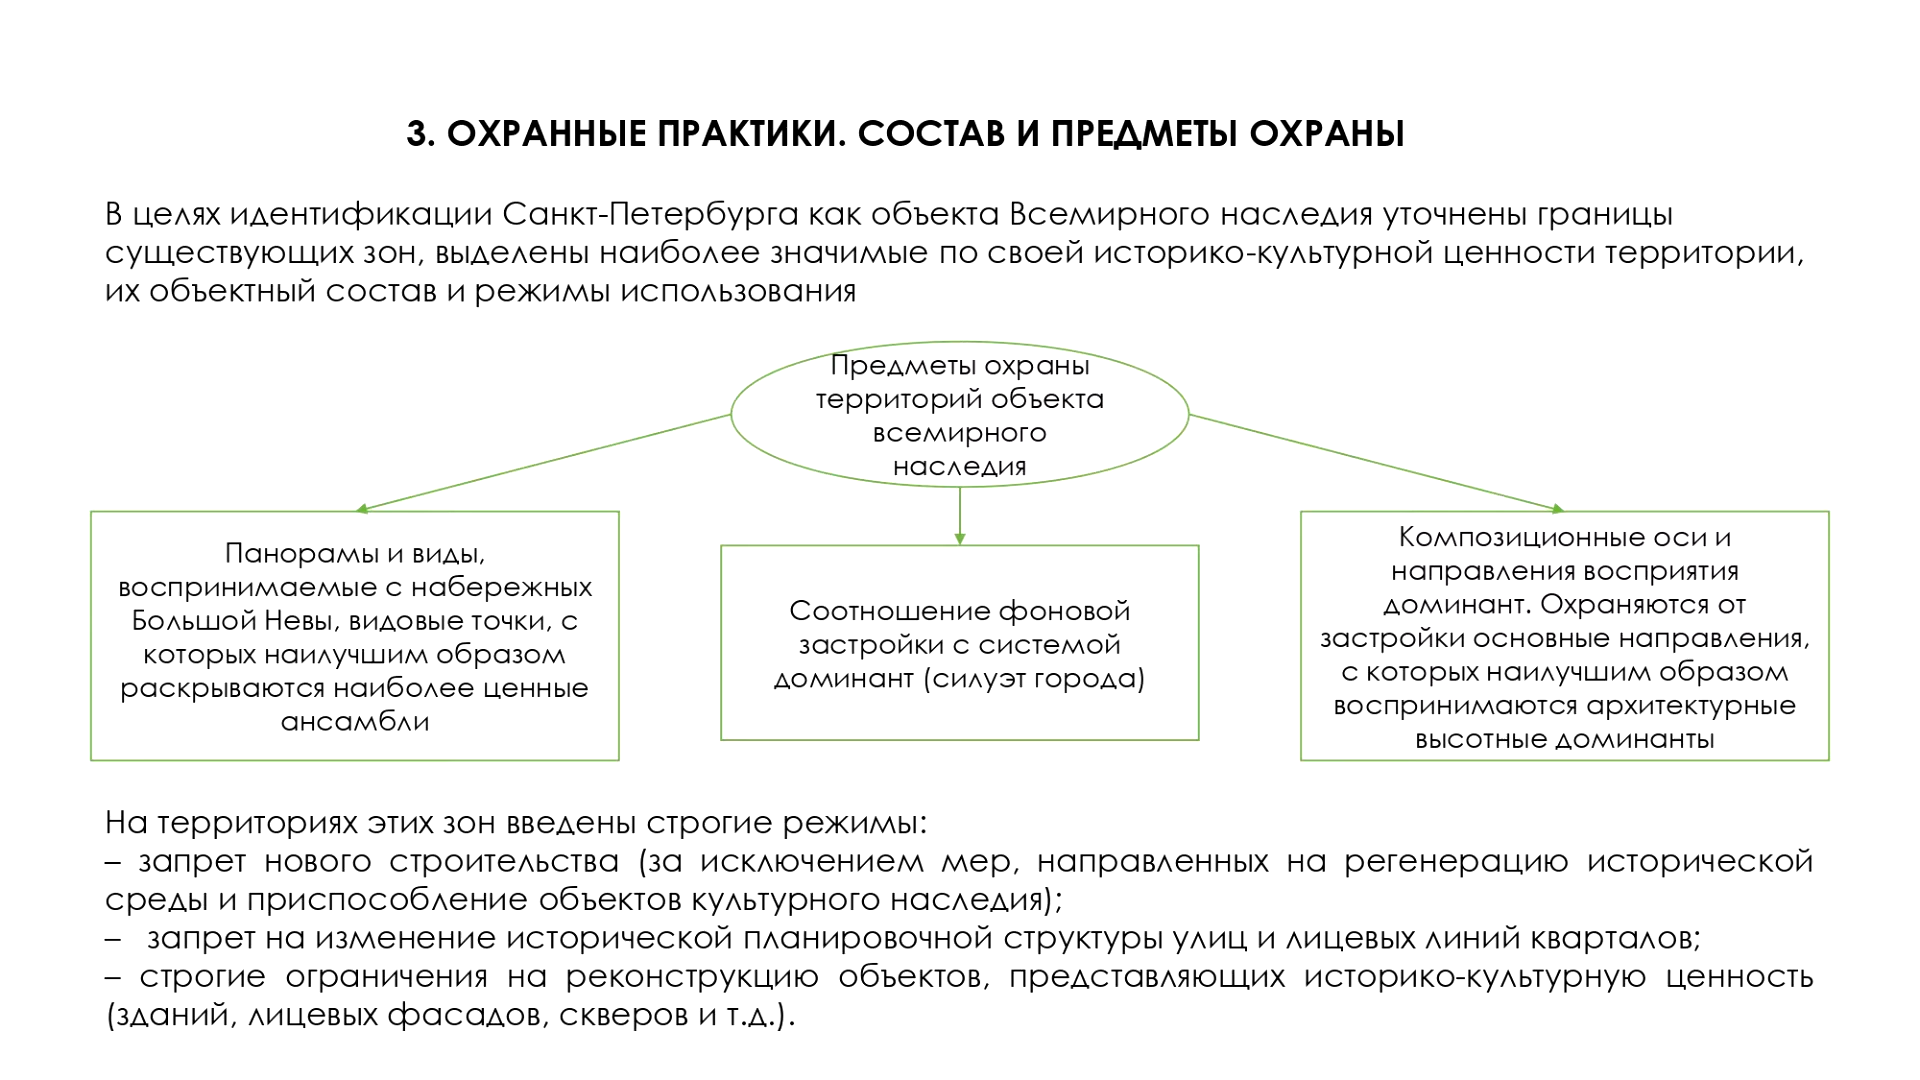 3. ОХРАННЫЕ ПРАКТИКИ. СОСТАВ И ПРЕДМЕТЫ ОХРАНЫ
В целях идентификации Санкт-Петербурга как объекта Всемирного наследия уточнены границы
существующих зон, выделены наиболее значимые по своей историко-культурной ценности территории,
их объектный состав и режимы использования
Предметы охраны
территорий объекта
всемирного
наследия
Панорамы и виды,
воспринимаемые с набережных
Большой Невы, видовые точки, с
которых наилучшим образом
раскрываются наиболее ценные
ансамбли
Соотношение фоновой
застройки с системой
доминант (силуэт города)
Композиционные оси и
направления восприятия
доминант. Охраняются от
застройки основные направления,
с которых наилучшим образом
воспринимаются архитектурные
высотные доминанты
На территориях этих зон введены строгие режимы:
– запрет нового строительства (за исключением мер, направленных на регенерацию исторической
среды и приспособление объектов культурного наследия);
– запрет на изменение исторической планировочной структуры улиц и лицевых линий кварталов;
– строгие ограничения на реконструкцию объектов, представляющих историко-культурную ценность
(зданий, лицевых фасадов, скверов и т.д.).